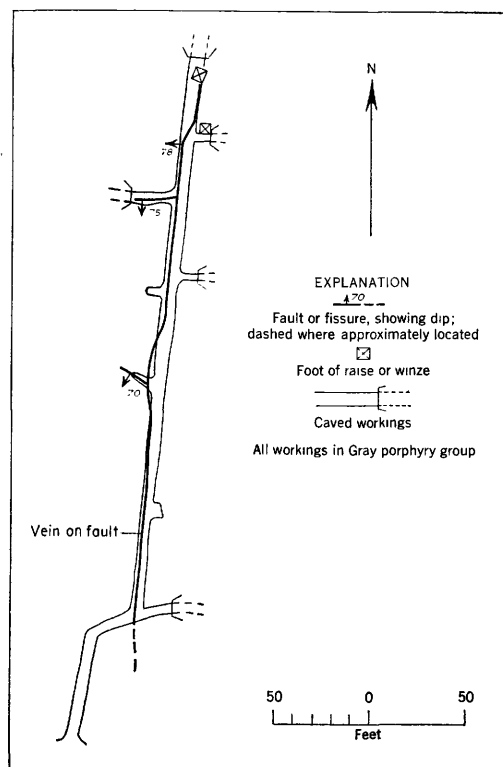 N
78
75
70
Vein on fault
EXPLANATION
70
Fault or fissure, showing dip;
dashed where approximately located
Foot of raise or winze
Caved workings
All workings in Gray porphyry group
50 0 50
Feet